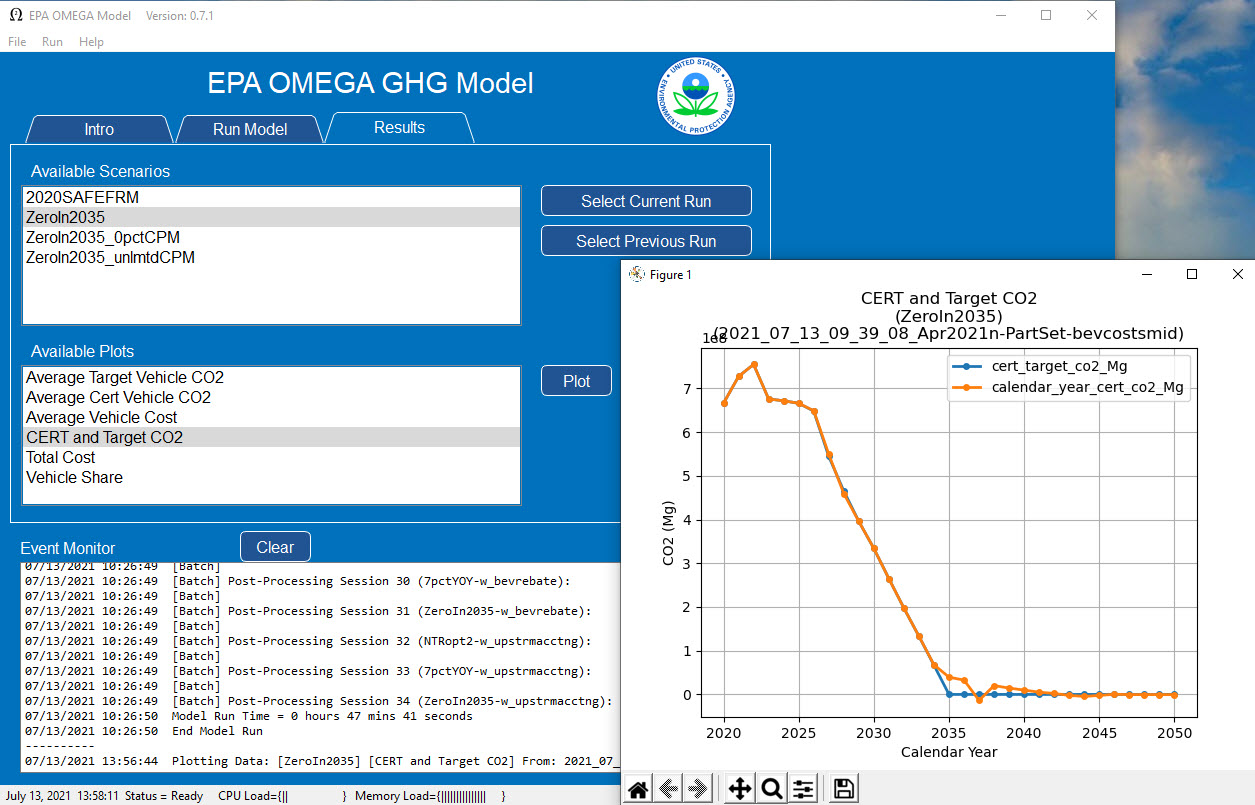 EPA OMEGA Model Version: 0.7.1
File Run Help
EPA OMEGA GHG Model
UNITED STATES
ENVIRONMENTAL PROTECTION AGENCY
Intro
Run Model
Results
Available Scenarios
2020SAFEFRM
ZeroIn2035
ZeroIn2035_0pctCPM
ZeroIn2035_unlmtdCPM
Select Current Run
Select Previous Run
Available Plots
Average Target Vehicle CO2
Average Cert Vehicle CO2
Average Vehicle Cost
CERT and Target CO2
Total Cost
Vehicle Share
Plot
Event Monitor
Clear
07/13/2021 10:26:49 [Batch]
07/13/2021 10:26:49 [Batch] Post-Processing Session 30 (7pctYOY-w_bevrebate):
07/13/2021 10:26:49 [Batch]
07/13/2021 10:26:49 [Batch] Post-Processing Session 31 (ZeroIn2035-w_bevrebate):
07/13/2021 10:26:49 [Batch]
07/13/2021 10:26:49 [Batch] Post-Processing Session 32 (NTRopt2-w_upstrmacctng):
07/13/2021 10:26:49 [Batch]
07/13/2021 10:26:49 [Batch] Post-Processing Session 33 (7pctYOY-w_upstrmacctng):
07/13/2021 10:26:49 [Batch]
07/13/2021 10:26:49 [Batch] Post-Processing Session 34 (ZeroIn2035-w_upstrmacctng):
07/13/2021 10:26:50 Model Run Time = 0 hours 47 mins 41 seconds
07/13/2021 10:26:50 End Model Run
----------
07/13/2021 13:56:44 Plotting Data: [ZeroIn2035] [CERT and Target CO2] From: 2021_07_
July 13, 2021 13:58:11 Status = Ready CPU Load={|| } Memory Load={||||||||||||||| }
Figure 1
CERT and Target CO2
(ZeroIn2035)
(2021_07_13_09_39_08_Apr2021n-PartSet-bevcostsmid)
1e8
cert_target_co2_Mg
calendar_year_cert_co2_Mg
7
6
5
4
3
2
1
0
CO2 (Mg)
2020 2025 2030 2035 2040 2045 2050
Calendar Year